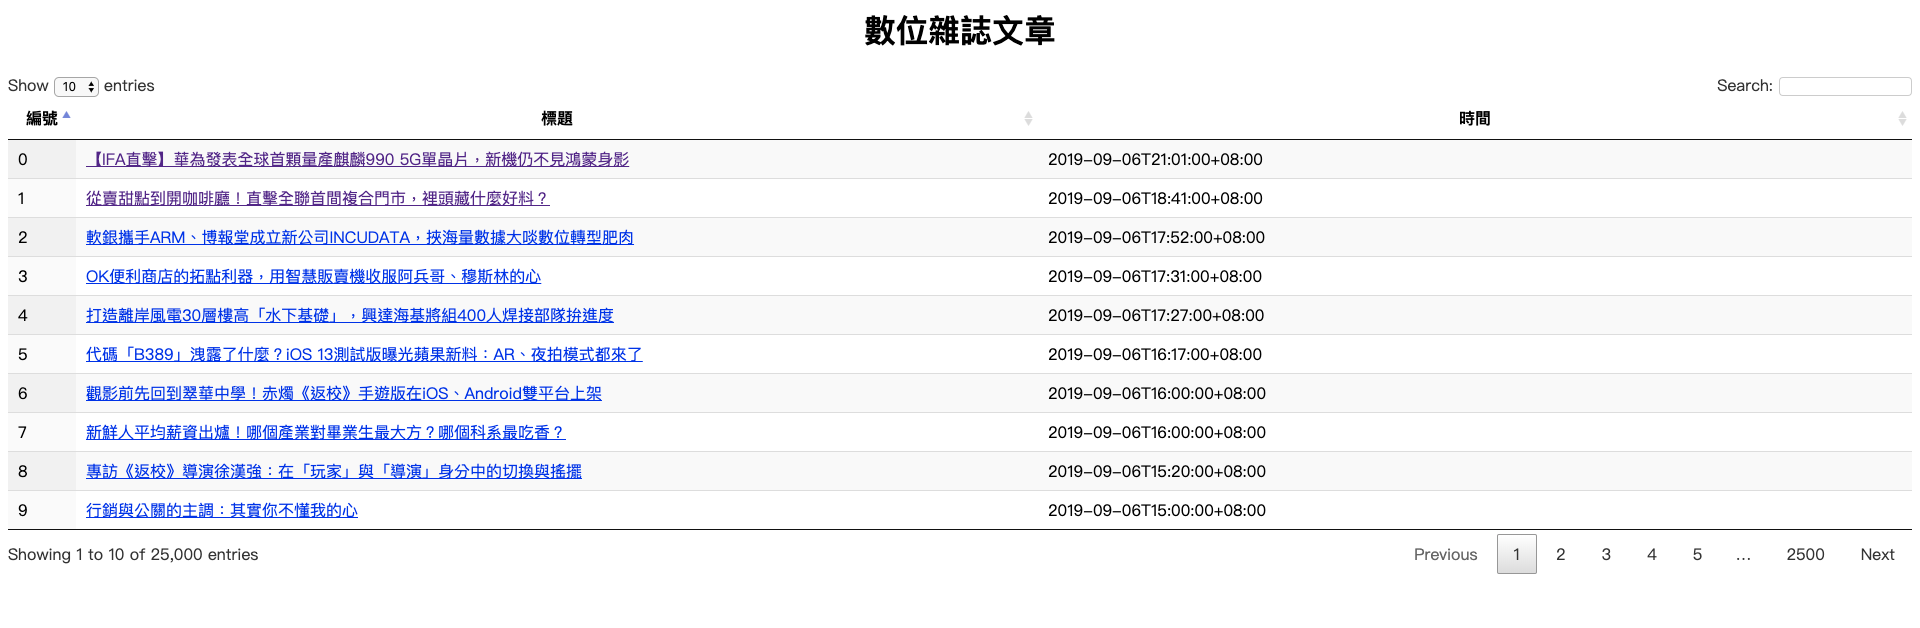 數位雜誌文章
Show 10 entries Search:
編號 標題 時間
0 【IFA直擊】華為發表全球首顆量產麒麟990 5G單晶片，新機仍不見鴻蒙身影 2019-09-06T21:01:00+08:00
1 從賣甜點到開咖啡廳！直擊全聯首間複合門市，裡頭藏什麼好料？ 2019-09-06T18:41:00+08:00
2 軟銀攜手ARM、博報堂成立新公司INCUDATA，挾海量數據大啖數位轉型肥肉 2019-09-06T17:52:00+08:00
3 OK便利商店的拓點利器，用智慧販賣機收服阿兵哥、穆斯林的心 2019-09-06T17:31:00+08:00
4 打造離岸風電30層樓高「水下基礎」，興達海基將組400人焊接部隊拚進度 2019-09-06T17:27:00+08:00
5 代碼「B389」洩露了什麼？iOS 13測試版曝光蘋果新料：AR、夜拍模式都來了 2019-09-06T16:17:00+08:00
6 觀影前先回到翠華中學！赤燭《返校》手遊版在iOS、Android雙平台上架 2019-09-06T16:00:00+08:00
7 新鮮人平均薪資出爐！哪個產業對畢業生最大方？哪個科系最吃香？ 2019-09-06T16:00:00+08:00
8 專訪《返校》導演徐漢強：在「玩家」與「導演」身分中的切換與搖擺 2019-09-06T15:20:00+08:00
9 行銷與公關的主調：其實你不懂我的心 2019-09-06T15:00:00+08:00
Showing 1 to 10 of 25,000 entries Previous 1 2 3 4 5 … 2500 Next